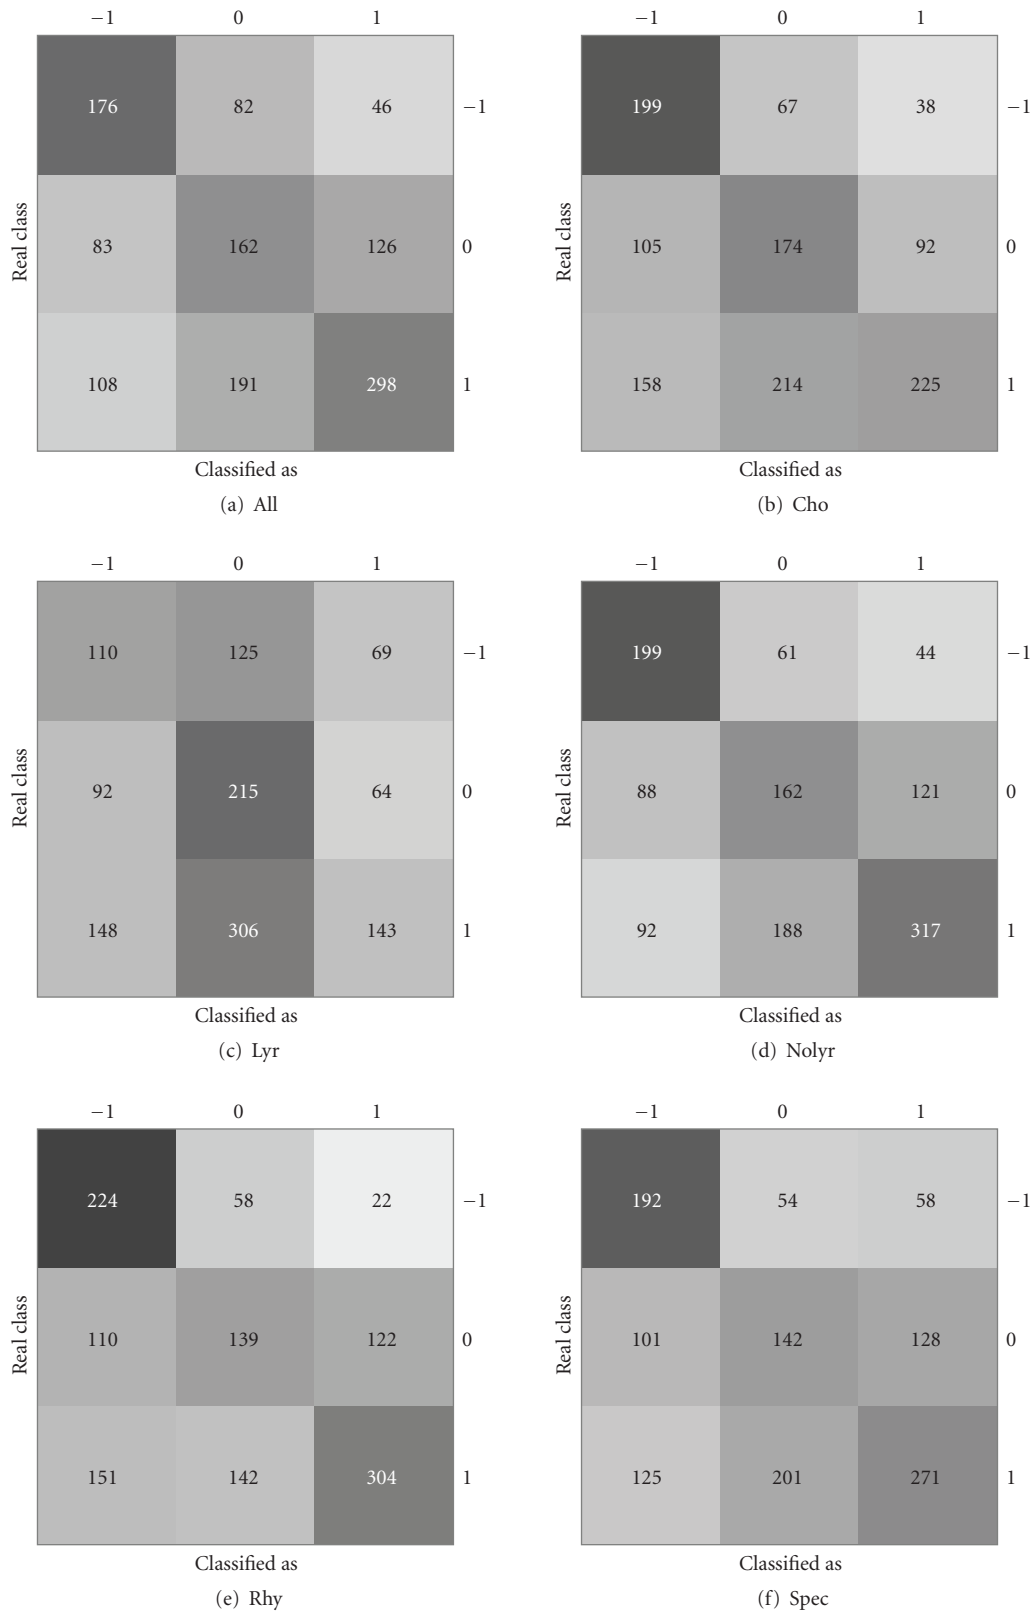 −1 0 1
Real class
176 82 46 −1
83 162 126 0
108 191 298 1
Classified as
(a) All
−1 0 1
Real class
199 67 38 −1
105 174 92 0
158 214 225 1
Classified as
(b) Cho
−1 0 1
Real class
110 125 69 −1
92 215 64 0
148 306 143 1
Classified as
(c) Lyr
−1 0 1
Real class
199 61 44 −1
88 162 121 0
92 188 317 1
Classified as
(d) Nolyr
−1 0 1
Real class
224 58 22 −1
110 139 122 0
151 142 304 1
Classified as
(e) Rhy
−1 0 1
Real class
192 54 58 −1
101 142 128 0
125 201 271 1
Classified as
(f) Spec